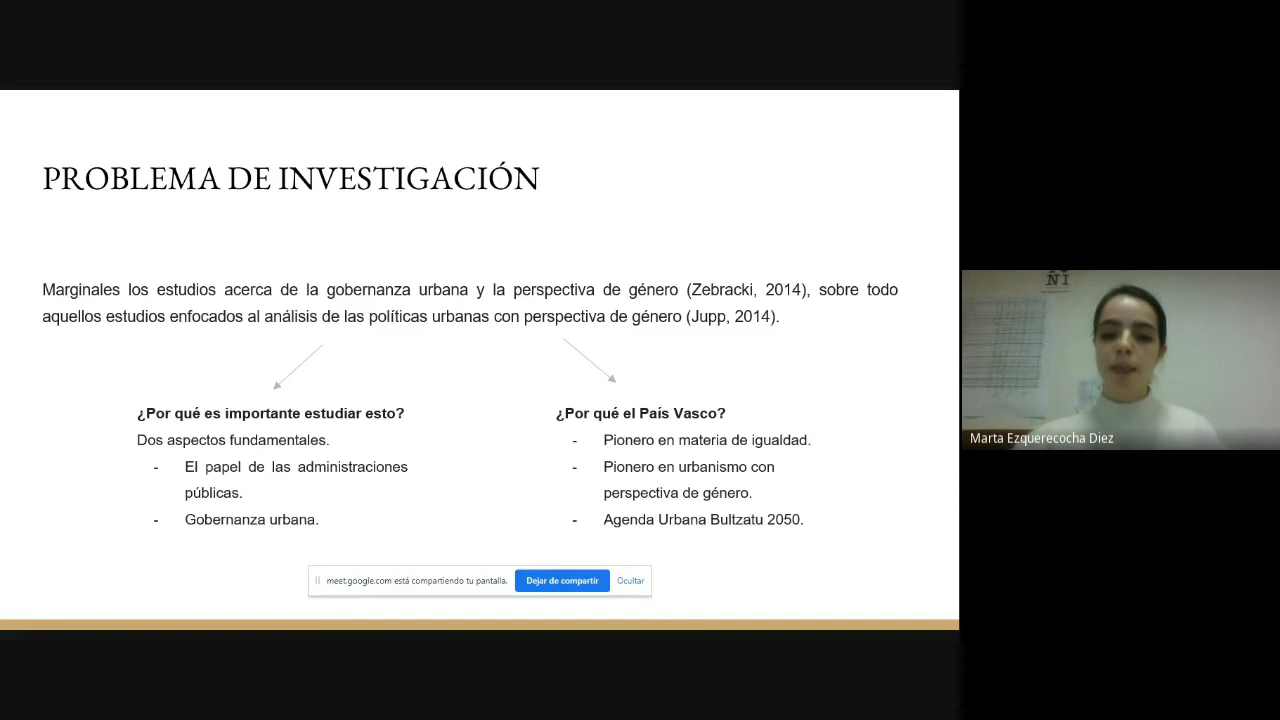 PROBLEMA DE INVESTIGACIÓN
Marginales los estudios acerca de la gobernanza urbana y la perspectiva de género (Zebracki, 2014), sobre todo
aquellos estudios enfocados al análisis de las políticas urbanas con perspectiva de género (Jupp, 2014).
¿Por qué es importante estudiar esto?
Dos aspectos fundamentales.
- El papel de las administraciones
públicas.
- Gobernanza urbana.
¿Por qué el País Vasco?
- Pionero en materia de igualdad.
- Pionero en urbanismo con
perspectiva de género.
- Agenda Urbana Bultzatu 2050.
meet.google.com está compartiendo tu pantalla. Dejar de compartir Ocultar
NI
Marta Ezquerecocha Diez